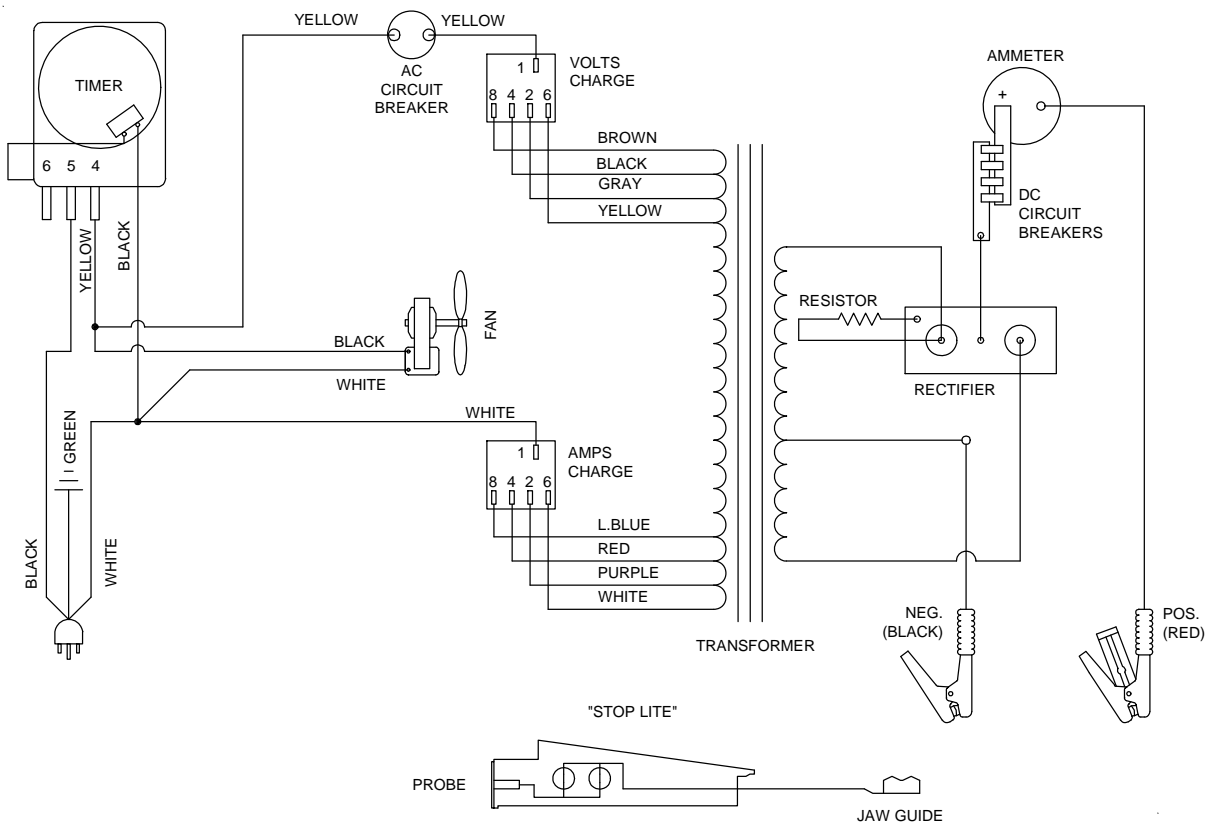 YELLOW
YELLOW
TIMER
6 5 4
YELLOW
BLACK
AC
CIRCUIT
BREAKER
VOLTS
CHARGE
1
8 4 2 6
BROWN
BLACK
GRAY
YELLOW
AMMETER
+
DC
CIRCUIT
BREAKERS
RESISTOR
RECTIFIER
FAN
BLACK
WHITE
WHITE
GREEN
AMPS
CHARGE
1
8 4 2 6
L.BLUE
RED
PURPLE
WHITE
BLACK
WHITE
TRANSFORMER
NEG.
(BLACK)
POS.
(RED)
"STOP LITE"
PROBE
JAW GUIDE